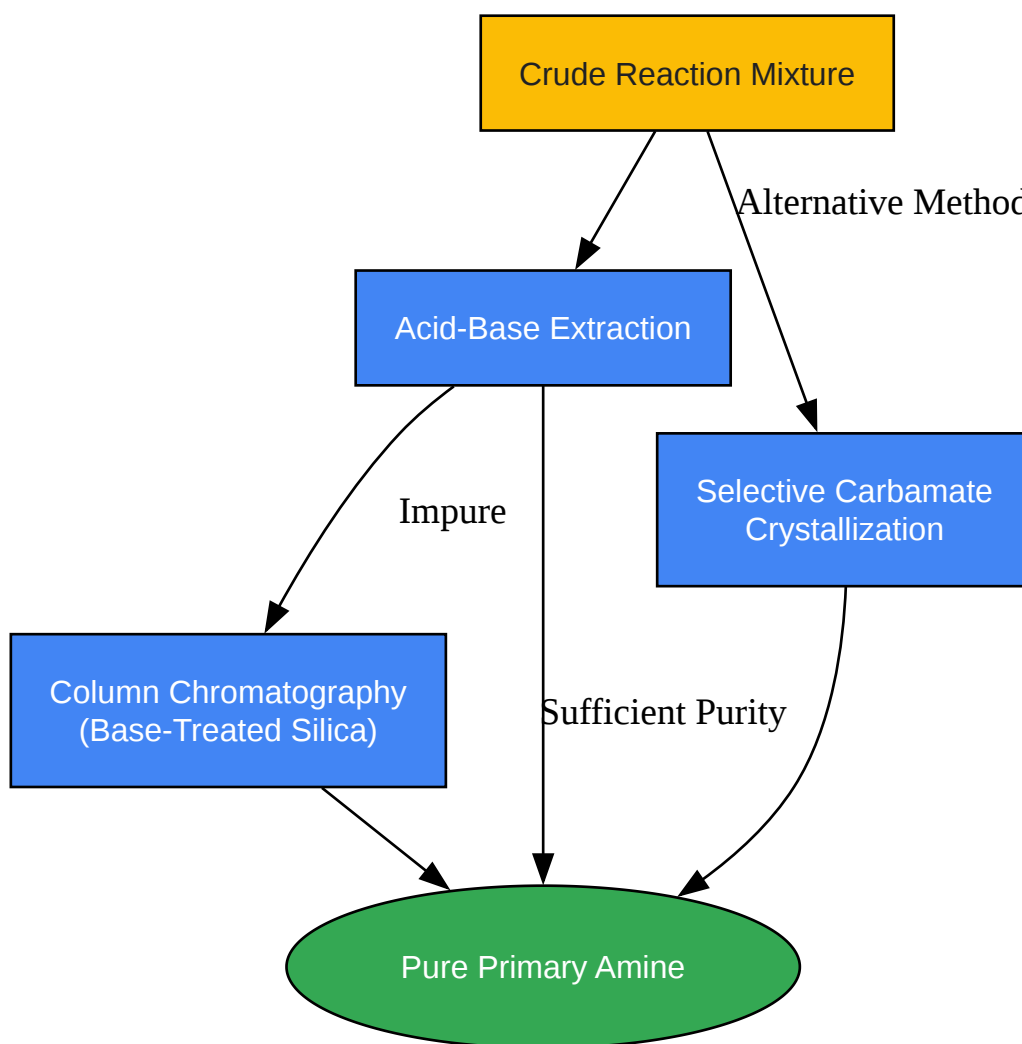 Crude Reaction Mixture
Alternative Method
Acid-Base Extraction
Selective Carbamate
Crystallization
Impure
Column Chromatography
(Base-Treated Silica)
Sufficient Purity
Pure Primary Amine